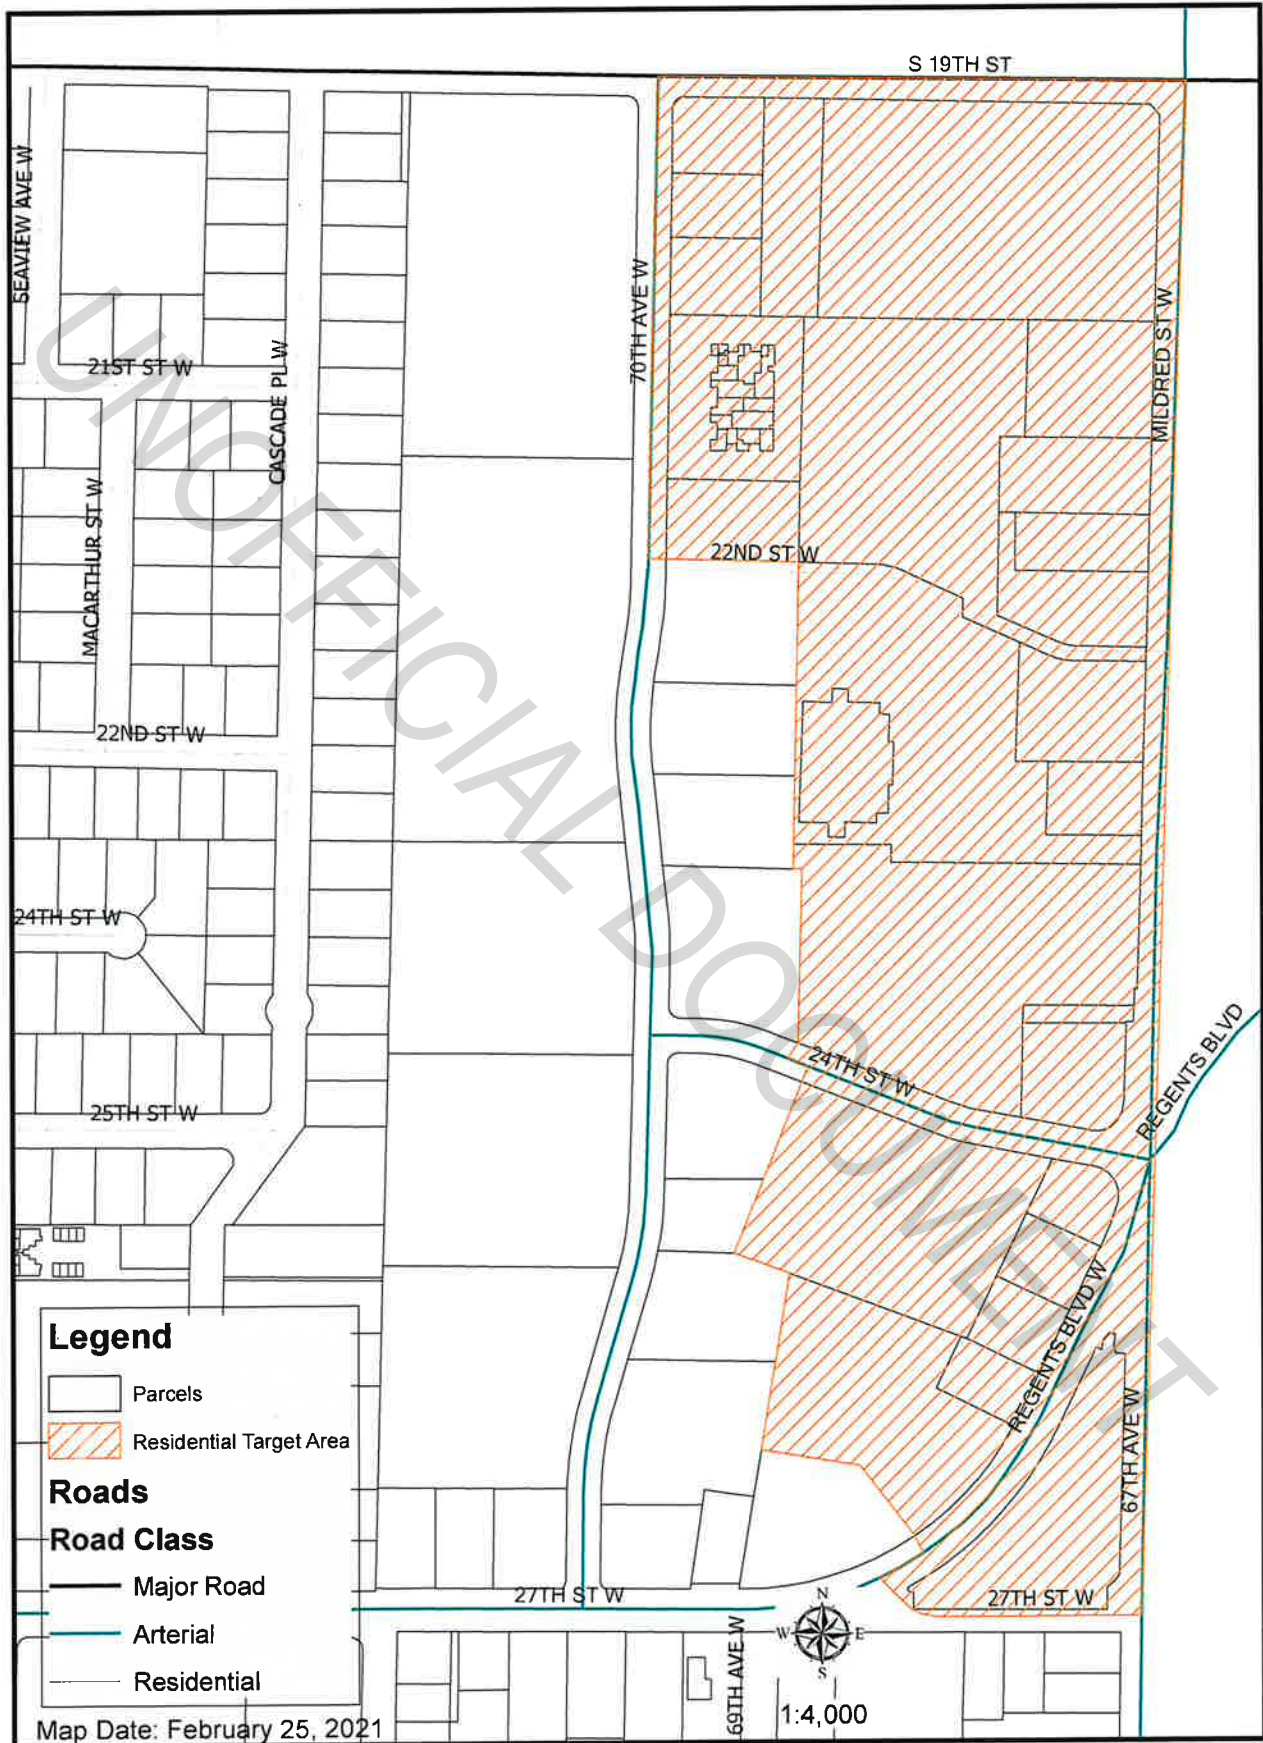 S 19TH ST
SEAVIEW AVE W
70TH AVE W
MILDRED ST W
21ST ST W
CASCADE PL W
MACARTHUR ST W
22ND ST W
22ND ST W
24TH ST W
24TH ST W
REGENTS BLVD
25TH ST W
REGENTS BLVD W
67TH AVE W
27TH ST W
27TH ST W
69TH AVE W
UNOFFICIAL DOCUMENT
Legend
Parcels
Residential Target Area
Roads
Road Class
Major Road
Arterial
Residential
N
W E
S
1:4,000
Map Date: February 25, 2021